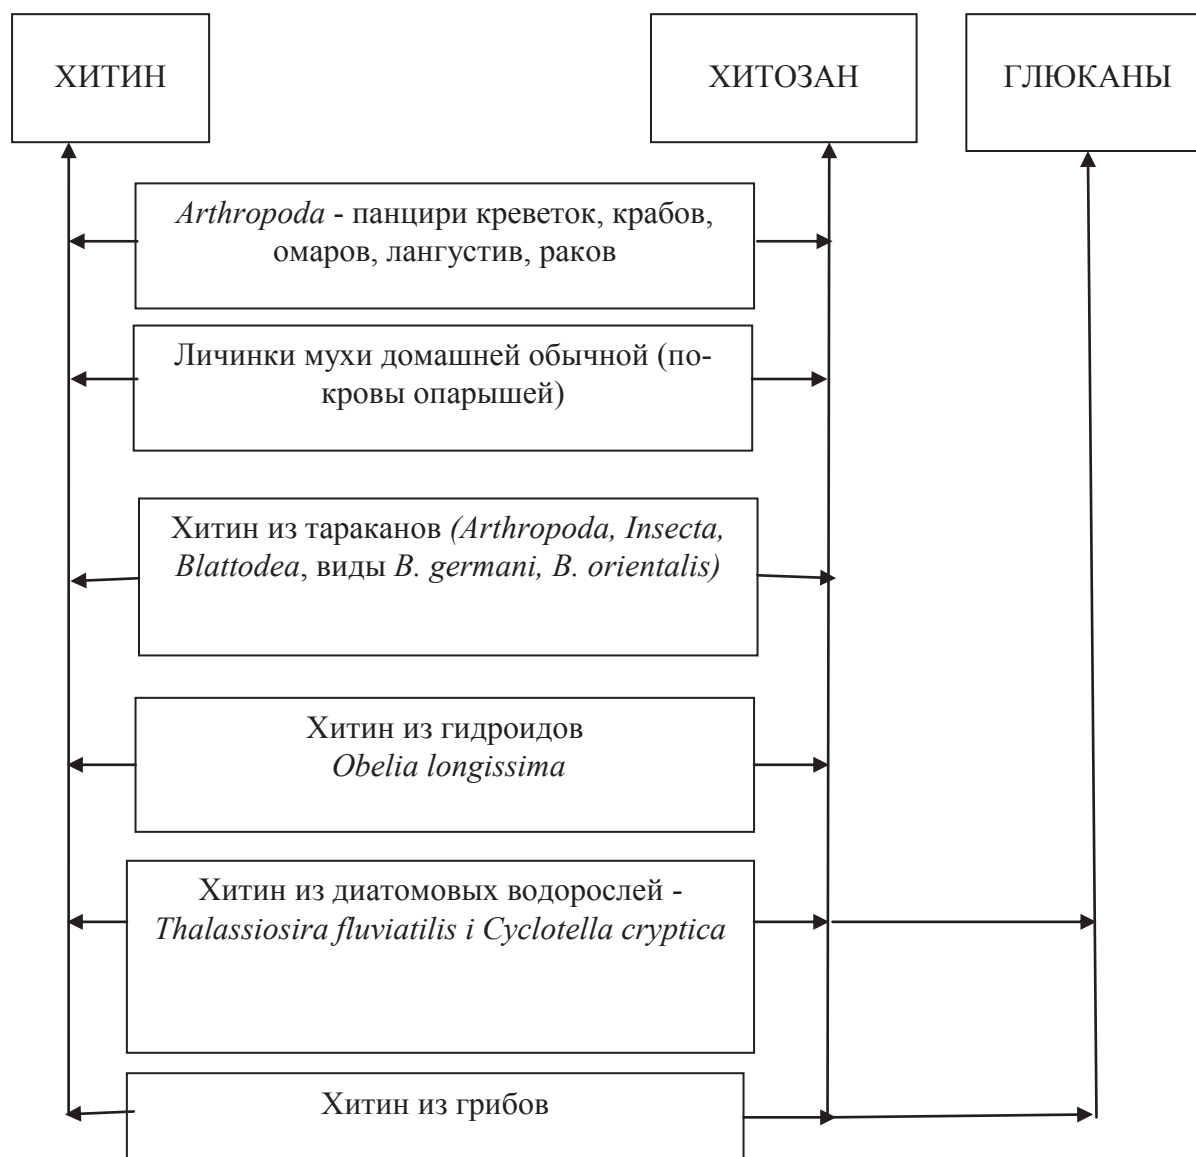 ХИТИН
ХИТОЗАН
ГЛЮКАНЫ
Arthropoda - панцири креветок, крабов,
омаров, лангустив, раков
Личинки мухи домашней обычной (по-
кровы опарышей)
Хитин из тараканов (Arthropoda, Insecta,
Blattodea, виды B. germani, B. orientalis)
Хитин из гидроидов
Obelia longissima
Хитин из диатомовых водорослей -
Thalassiosira fluviatilis i Cyclotella cryptica
Хитин из грибов